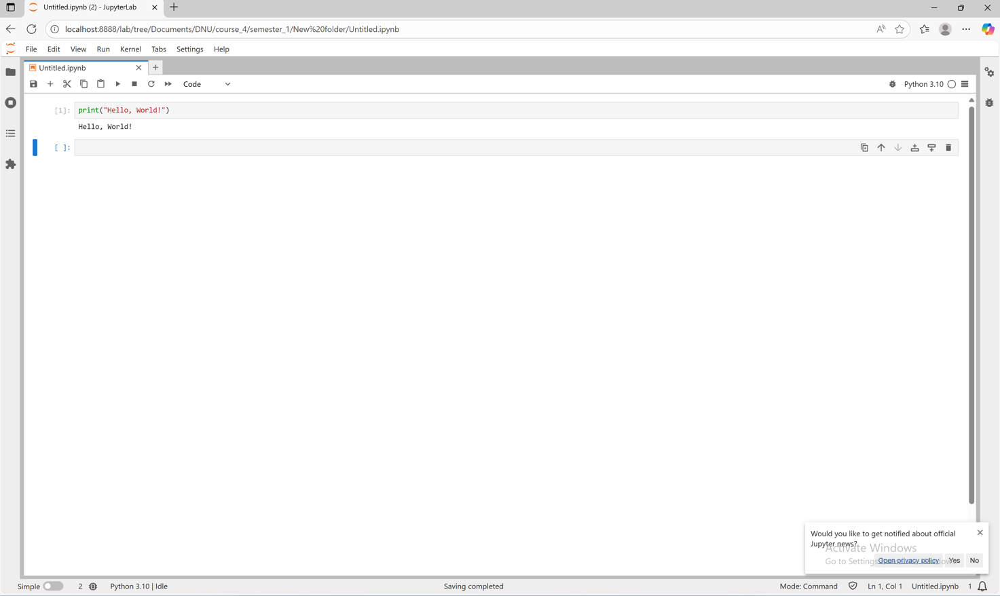 Untitled.ipynb (2) - JupyterLab
localhost:8888/lab/tree/Documents/DNU/course_4/semester_1/New%20folder/Untitled.ipynb
File Edit View Run Kernel Tabs Settings Help
Untitled.ipynb
Code
Python 3.10
[1]: print("Hello, World!")
Hello, World!
[ ]:
Would you like to get notified about official
Jupyter news?
Activate Windows
Go to Settings
Open privacy policy Yes No
Simple 2 Python 3.10 | Idle Saving completed Mode: Command Ln 1, Col 1 Untitled.ipynb 1